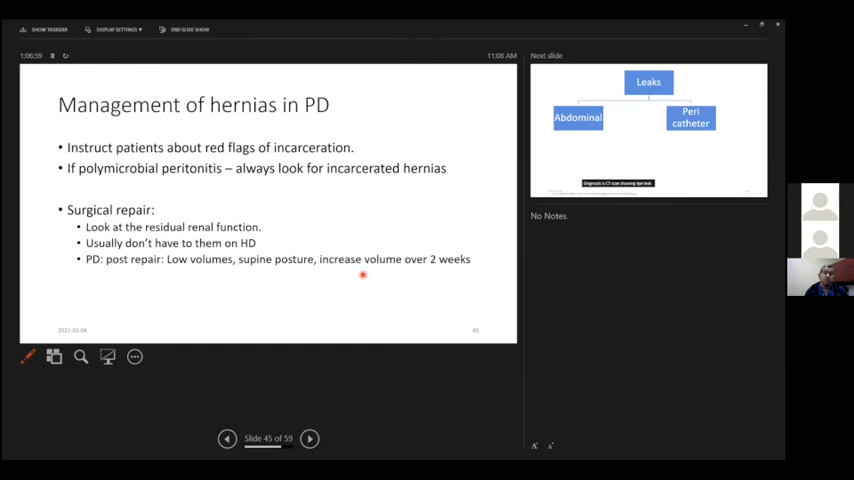 SHOW TASKBAR
DISPLAY SETTINGS
END SLIDE SHOW
1:06:59
11:08 AM
Management of hernias in PD
• Instruct patients about red flags of incarceration.
• If polymicrobial peritonitis – always look for incarcerated hernias
• Surgical repair:
• Look at the residual renal function.
• Usually don't have to them on HD
• PD: post repair: Low volumes, supine posture, increase volume over 2 weeks
2021-02-04
45
Slide 45 of 59
Next slide
Leaks
Abdominal
Peri
catheter
Diagnosis is CT scan showing dye leak
No Notes.
A
A